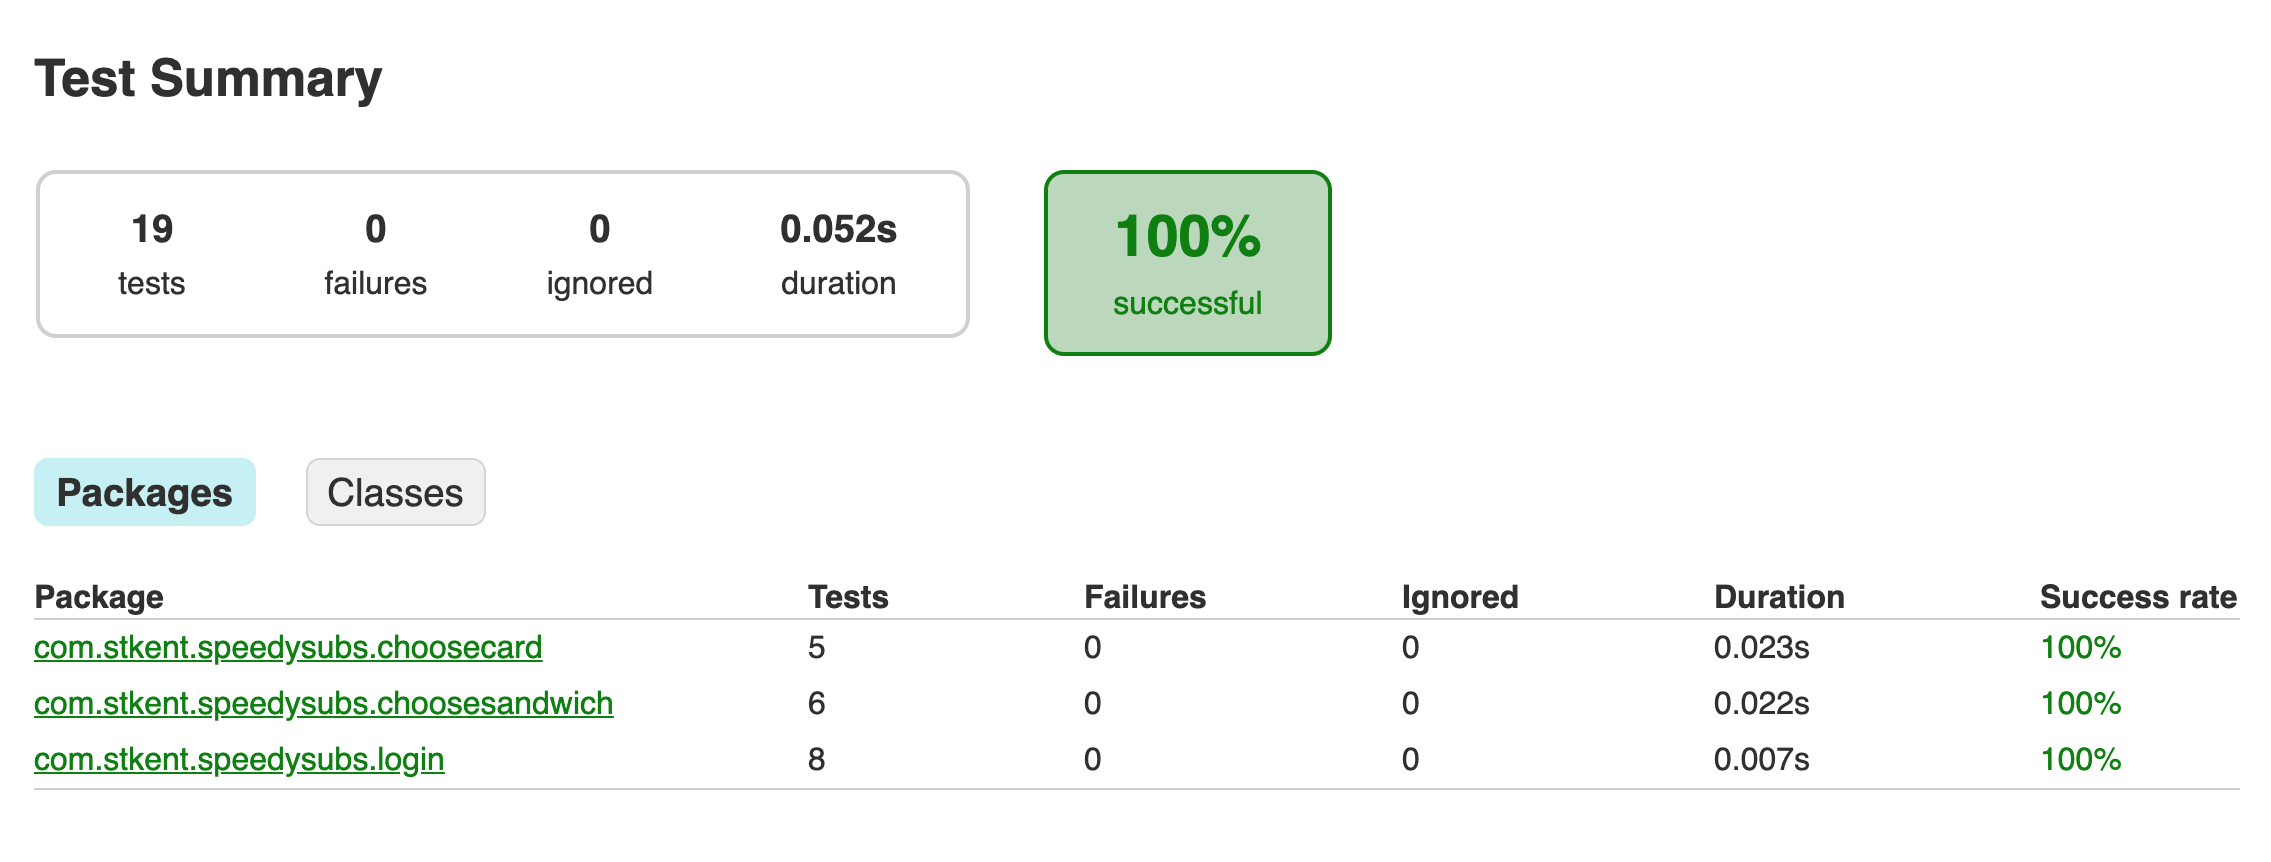 Test Summary
19 0 0 0.052s
tests failures ignored duration
100%
successful
Packages Classes
Package Tests Failures Ignored Duration Success rate
com.stkent.speedysubs.choosecard 5 0 0 0.023s 100%
com.stkent.speedysubs.choosesandwich 6 0 0 0.022s 100%
com.stkent.speedysubs.login 8 0 0 0.007s 100%